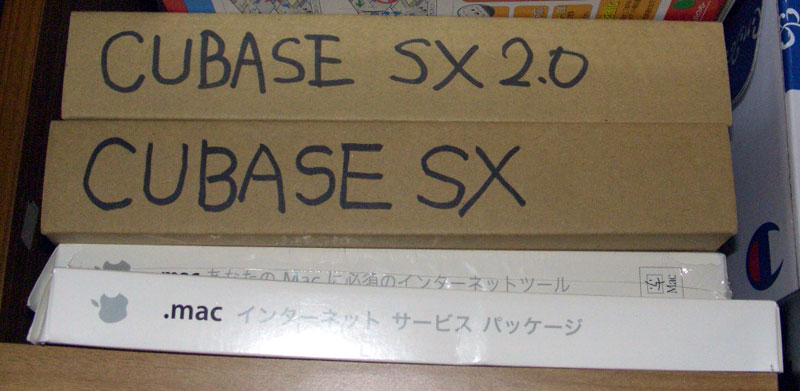 CUBASE SX 2.0
CUBASE SX
.mac あなたの Mac に必須のインターネットツール
Mac
.mac インターネット サービス パッケージ